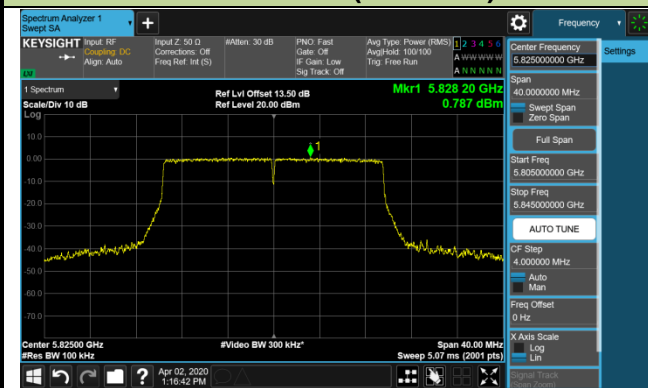 Spectrum Analyzer 1
Swept SA
Frequency
KEYSIGHT
Input: RF
Coupling: DC
Align: Auto
Input Z: 50 Ω
Corrections: Off
Freq Ref: Int (S)
#Atten: 30 dB
PNO: Fast
Gate: Off
IF Gain: Low
Sig Track: Off
Avg Type: Power (RMS)
Avg|Hold: 100/100
Trig: Free Run
1 2 3 4 5 6
A W W W W W
A N N N N N
LXI
1 Spectrum
Scale/Div 10 dB
Log
Ref Lvl Offset 13.50 dB
Ref Level 20.00 dBm
Mkr1 5.828 20 GHz
0.787 dBm
10.0
0.00
-10.0
-20.0
-30.0
-40.0
-50.0
-60.0
-70.0
1
Center 5.82500 GHz
#Res BW 100 kHz
#Video BW 300 kHz*
Span 40.00 MHz
Sweep 5.07 ms (2001 pts)
Center Frequency
5.825000000 GHz
Settings
Span
40.0000000 MHz
Swept Span
Zero Span
Full Span
Start Freq
5.805000000 GHz
Stop Freq
5.845000000 GHz
AUTO TUNE
CF Step
4.000000 MHz
Auto
Man
Freq Offset
0 Hz
X Axis Scale
Log
Lin
Signal Track
(Span Zoom)
?
Apr 02, 2020
1:16:42 PM